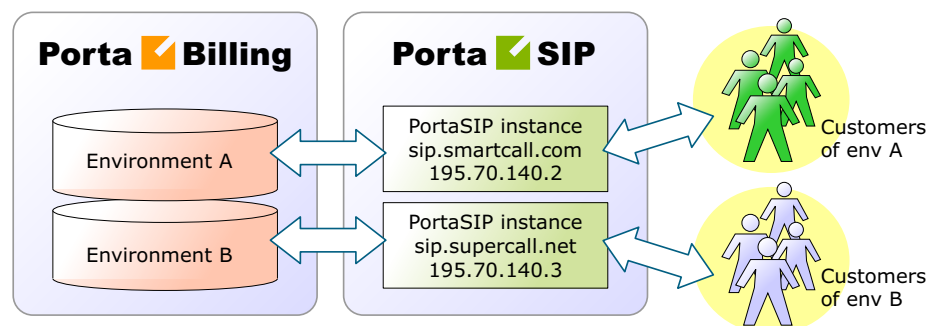 Porta Billing
Porta SIP
Environment A
PortaSIP instance
sip.smartcall.com
195.70.140.2
Customers
of env A
Environment B
PortaSIP instance
sip.supercall.net
195.70.140.3
Customers
of env B